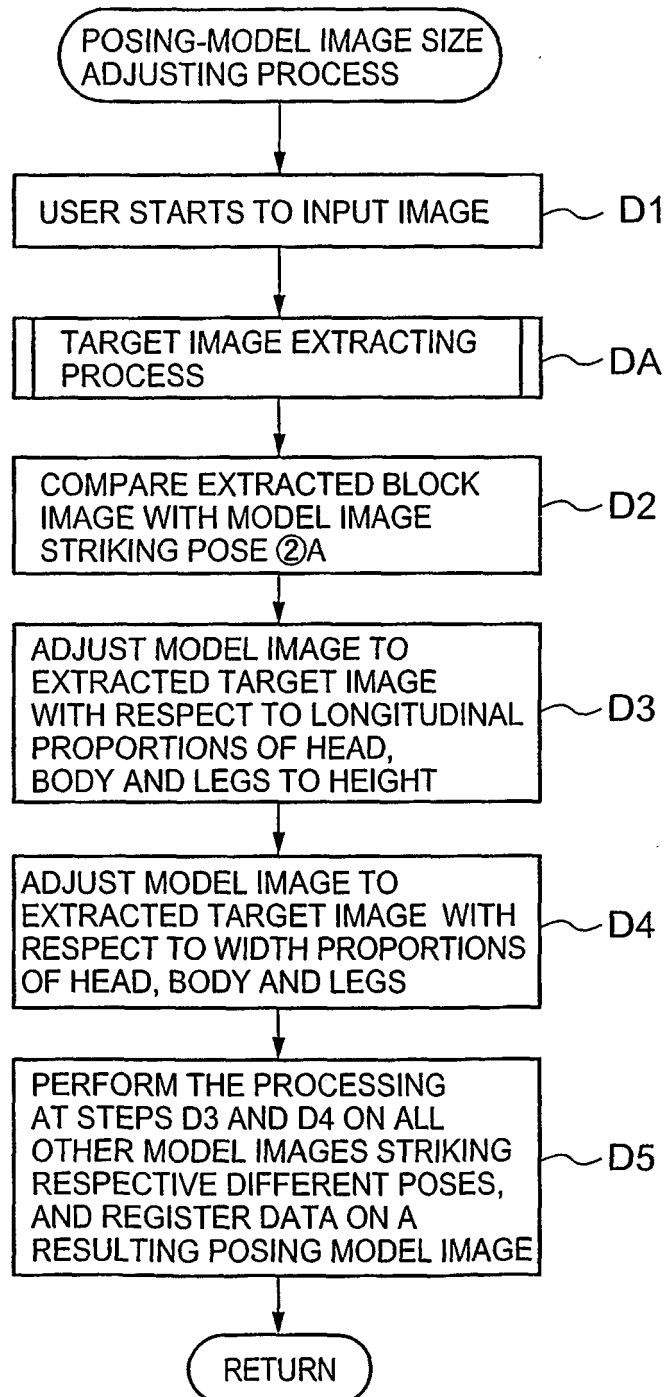 POSING-MODEL IMAGE SIZE
ADJUSTING PROCESS
USER STARTS TO INPUT IMAGE
D1
TARGET IMAGE EXTRACTING
PROCESS
DA
COMPARE EXTRACTED BLOCK
IMAGE WITH MODEL IMAGE
STRIKING POSE ②A
D2
ADJUST MODEL IMAGE TO
EXTRACTED TARGET IMAGE
WITH RESPECT TO LONGITUDINAL
PROPORTIONS OF HEAD,
BODY AND LEGS TO HEIGHT
D3
ADJUST MODEL IMAGE TO
EXTRACTED TARGET IMAGE WITH
RESPECT TO WIDTH PROPORTIONS
OF HEAD, BODY AND LEGS
D4
PERFORM THE PROCESSING
AT STEPS D3 AND D4 ON ALL
OTHER MODEL IMAGES STRIKING
RESPECTIVE DIFFERENT POSES,
AND REGISTER DATA ON A
RESULTING POSING MODEL IMAGE
D5
RETURN